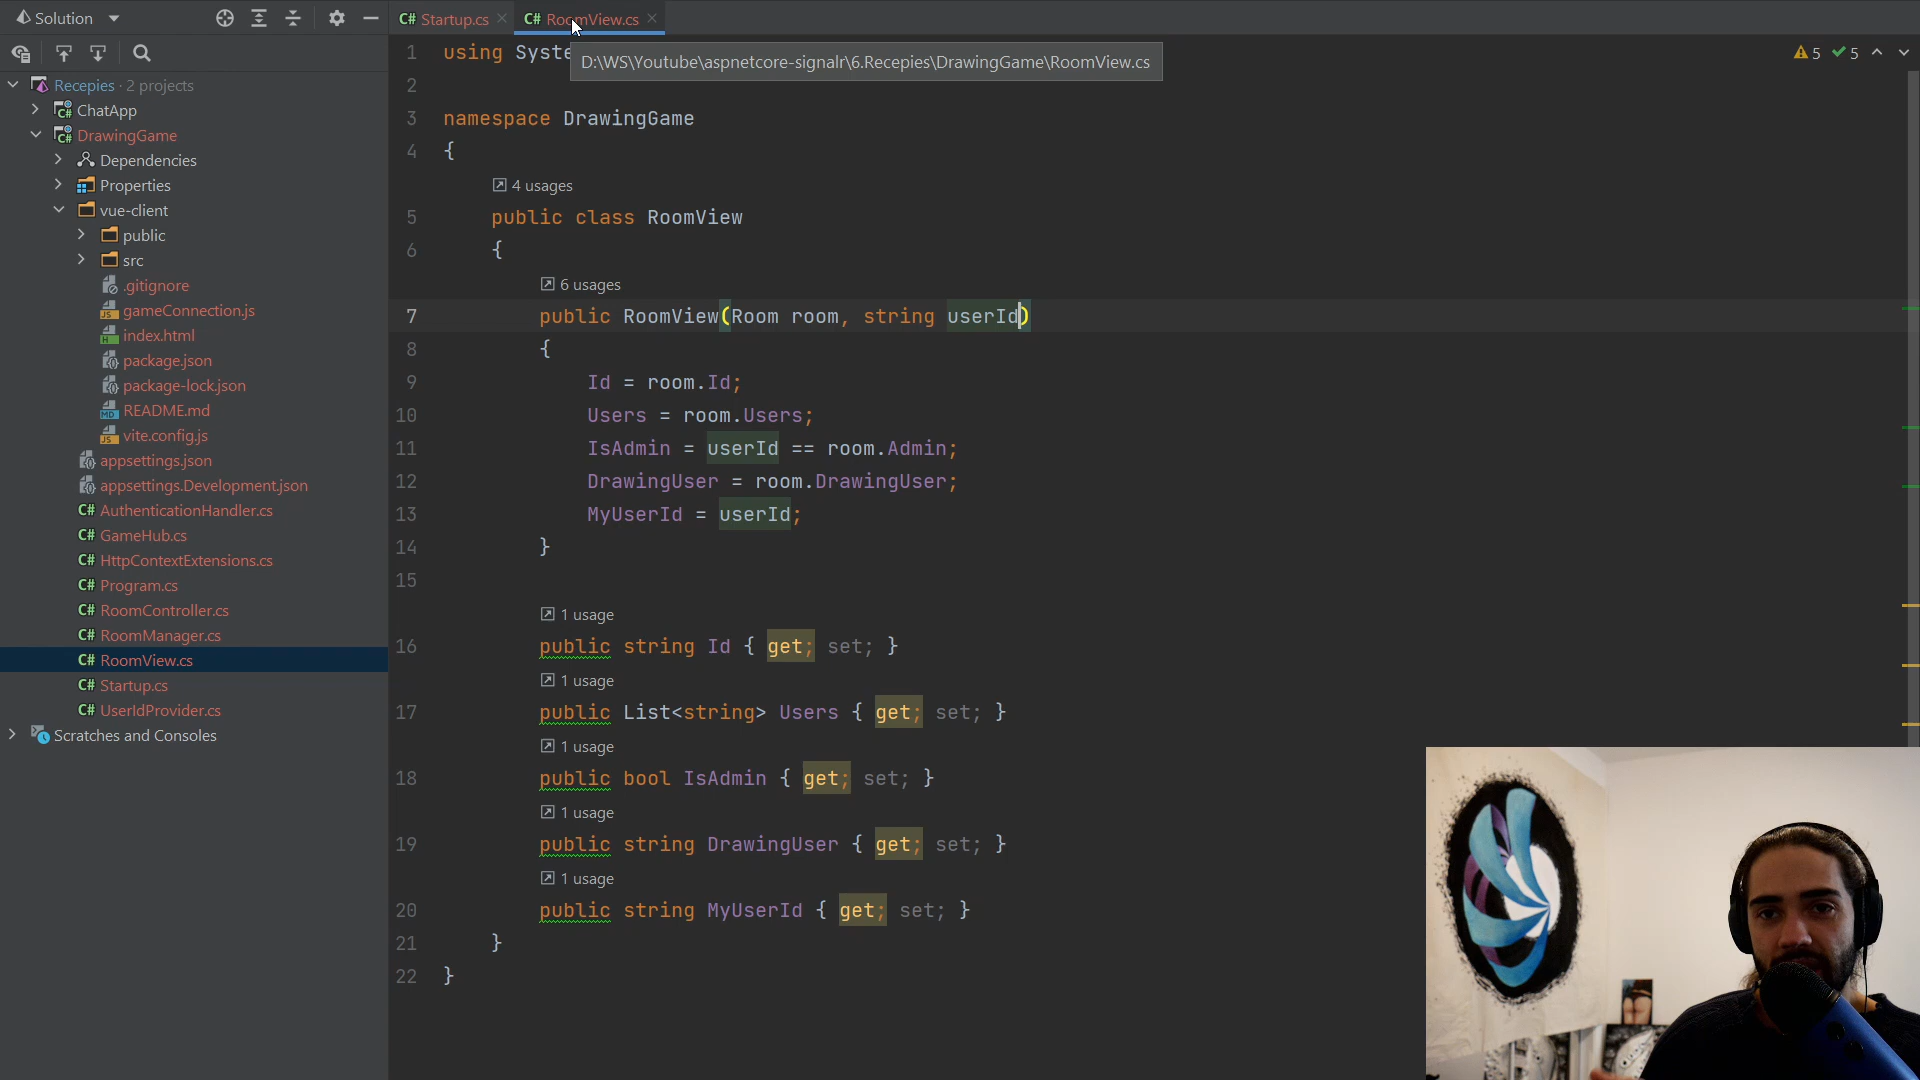 Solution
C# Startup.cs
C# RoomView.cs
D:\WS\Youtube\aspnetcore-signalr\6.Recepies\DrawingGame\RoomView.cs
5 5
Recepies · 2 projects
C# ChatApp
C# DrawingGame
Dependencies
Properties
vue-client
public
src
.gitignore
JS gameConnection.js
H index.html
package.json
package-lock.json
MD README.md
JS vite.config.js
appsettings.json
appsettings.Development.json
C# AuthenticationHandler.cs
C# GameHub.cs
C# HttpContextExtensions.cs
C# Program.cs
C# RoomController.cs
C# RoomManager.cs
C# RoomView.cs
C# Startup.cs
C# UserIdProvider.cs
Scratches and Consoles
1 using Syste
2
3 namespace DrawingGame
4 {
4 usages
5 public class RoomView
6 {
6 usages
7 public RoomView(Room room, string userId)
8 {
9 Id = room.Id;
10 Users = room.Users;
11 IsAdmin = userId == room.Admin;
12 DrawingUser = room.DrawingUser;
13 MyUserId = userId;
14 }
15
1 usage
16 public string Id { get; set; }
1 usage
17 public List<string> Users { get; set; }
1 usage
18 public bool IsAdmin { get; set; }
1 usage
19 public string DrawingUser { get; set; }
1 usage
20 public string MyUserId { get; set; }
21 }
22 }